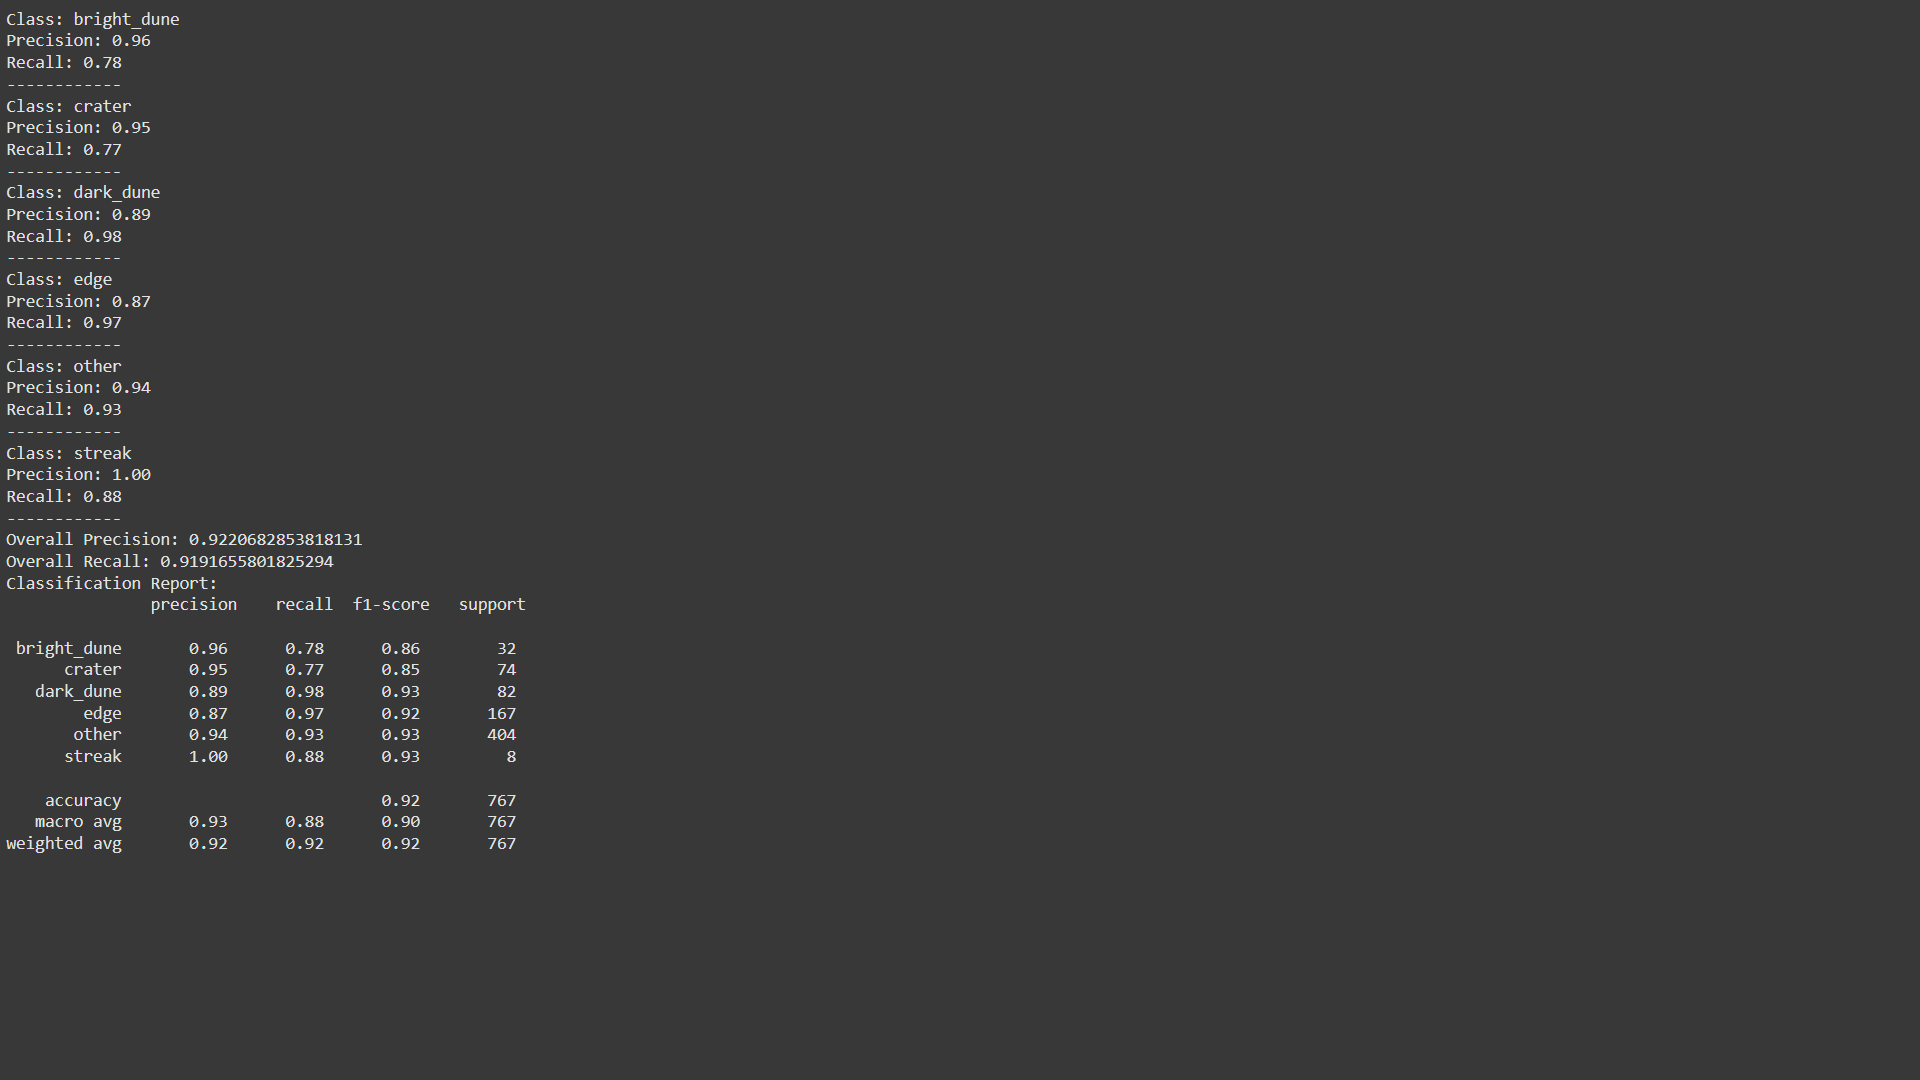 Class: bright_dune
Precision: 0.96
Recall: 0.78
------------
Class: crater
Precision: 0.95
Recall: 0.77
------------
Class: dark_dune
Precision: 0.89
Recall: 0.98
------------
Class: edge
Precision: 0.87
Recall: 0.97
------------
Class: other
Precision: 0.94
Recall: 0.93
------------
Class: streak
Precision: 1.00
Recall: 0.88
------------
Overall Precision: 0.9220682853818131
Overall Recall: 0.9191655801825294
Classification Report:
               precision    recall  f1-score   support

 bright_dune       0.96      0.78      0.86        32
      crater       0.95      0.77      0.85        74
   dark_dune       0.89      0.98      0.93        82
        edge       0.87      0.97      0.92       167
       other       0.94      0.93      0.93       404
      streak       1.00      0.88      0.93         8

    accuracy                           0.92       767
   macro avg       0.93      0.88      0.90       767
weighted avg       0.92      0.92      0.92       767